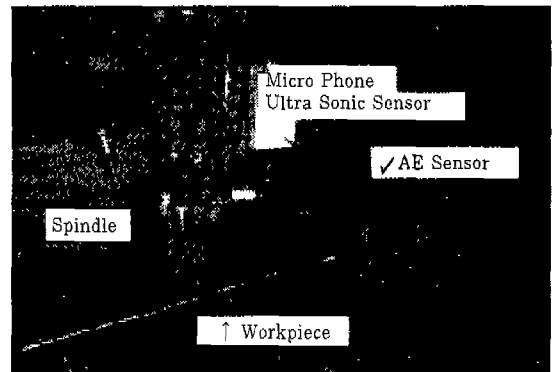 Micro Phone
Ultra Sonic Sensor
✓ AE Sensor
Spindle
↑ Workpiece